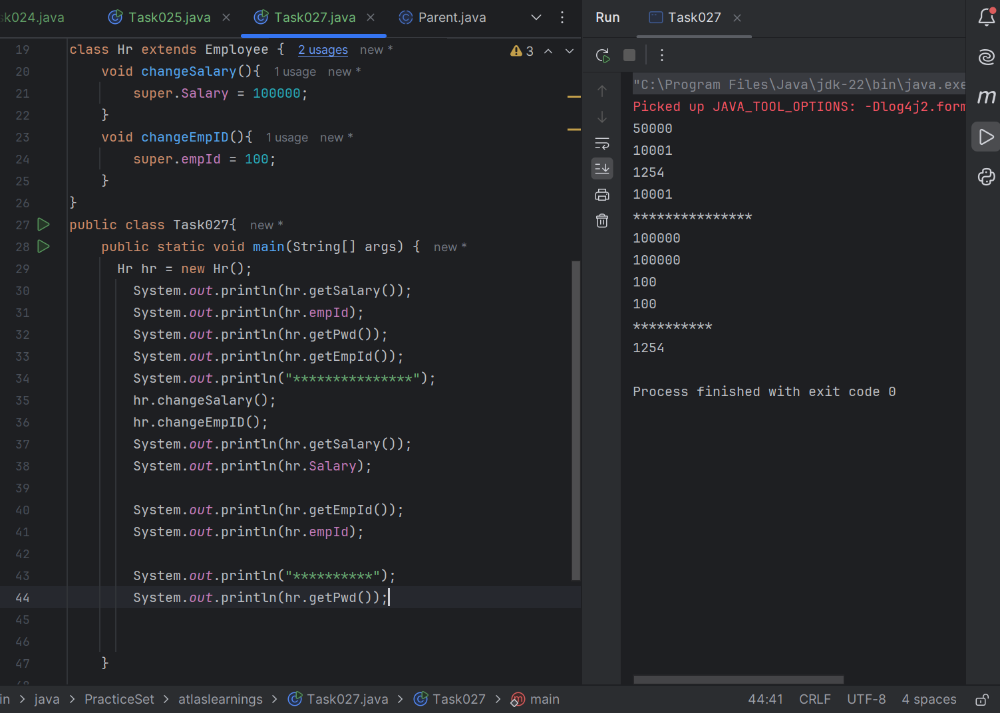 sk024.java Task025.java Task027.java Parent.java
Run Task027
3
19 class Hr extends Employee { 2 usages new *
20 void changeSalary(){ 1 usage new *
21 super.Salary = 100000;
22 }
23 void changeEmpID(){ 1 usage new *
24 super.empId = 100;
25 }
26 }
27 public class Task027{ new *
28 public static void main(String[] args) { new *
29 Hr hr = new Hr();
30 System.out.println(hr.getSalary());
31 System.out.println(hr.empId);
32 System.out.println(hr.getPwd());
33 System.out.println(hr.getEmpId());
34 System.out.println("***************");
35 hr.changeSalary();
36 hr.changeEmpID();
37 System.out.println(hr.getSalary());
38 System.out.println(hr.Salary);
39
40 System.out.println(hr.getEmpId());
41 System.out.println(hr.empId);
42
43 System.out.println("**********");
44 System.out.println(hr.getPwd());
45
46
47 }
"C:\Program Files\Java\jdk-22\bin\java.exe
Picked up JAVA_TOOL_OPTIONS: -Dlog4j2.form
50000
10001
1254
10001
***************
100000
100000
100
100
**********
1254
Process finished with exit code 0
m
in > java > PracticeSet > atlaslearnings > Task027.java > Task027 > main
44:41 CRLF UTF-8 4 spaces